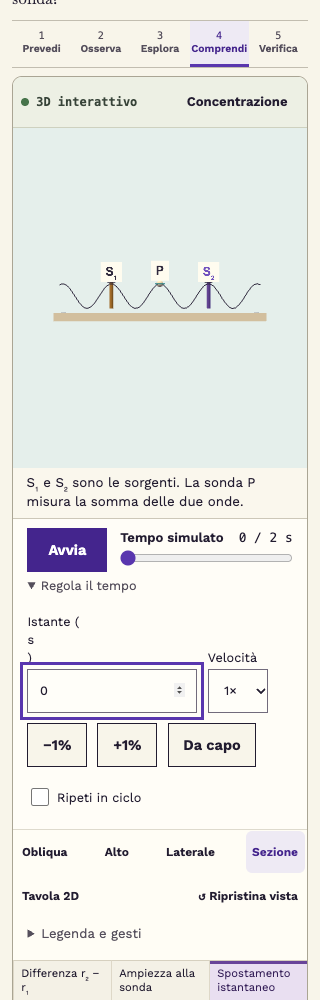 sonda?
1 2 3 4 5
Prevedi Osserva Esplora Comprendi Verifica
3D interattivo Concentrazione
S₁ P S₂
S₁ e S₂ sono le sorgenti. La sonda P
misura la somma delle due onde.
Avvia Tempo simulato 0 / 2 s
▼ Regola il tempo
Istante (
s
) Velocità
0 1×
−1% +1% Da capo
Ripeti in ciclo
Obliqua Alto Laterale Sezione
Tavola 2D ↺ Ripristina vista
▶ Legenda e gesti
Differenza r₂ − Ampiezza alla Spostamento
r₁ sonda istantaneo